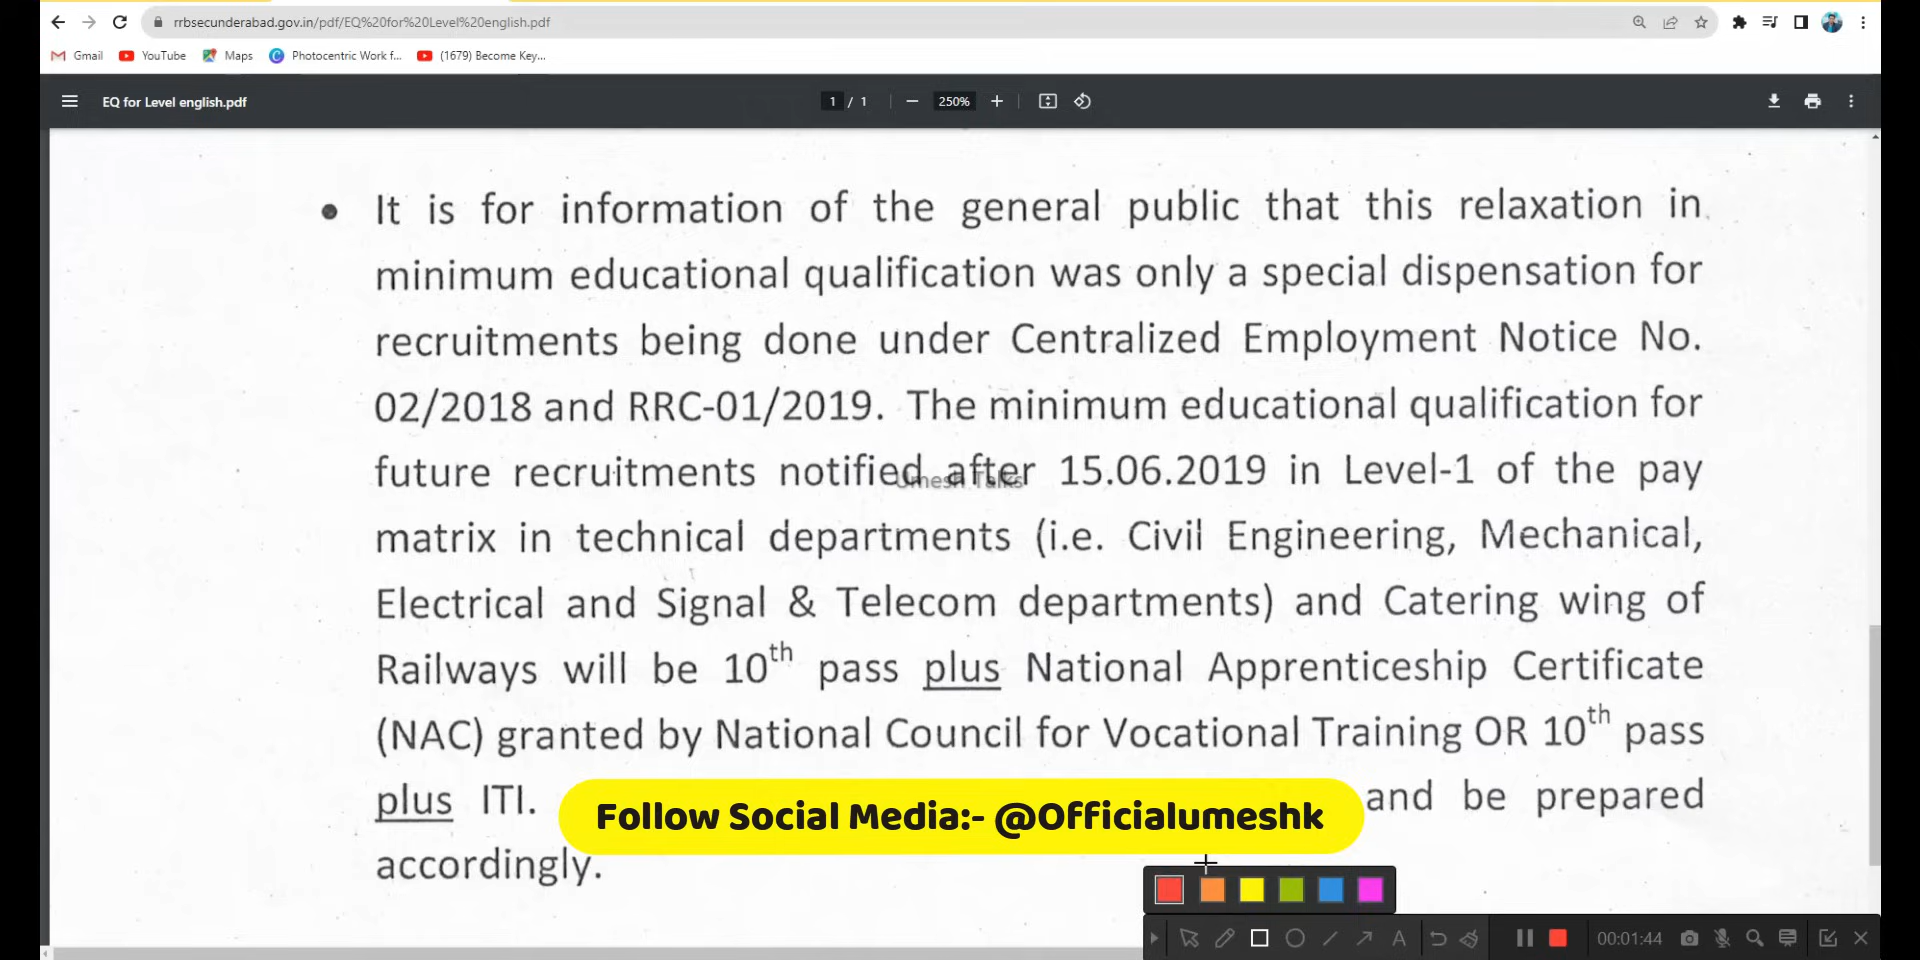 rrbsecunderabad.gov.in/pdf/EQ%20for%20Level%20english.pdf
Gmail YouTube Maps Photocentric Work f... (1679) Become Key...
EQ for Level english.pdf 1 / 1 250%
• It is for information of the general public that this relaxation in
minimum educational qualification was only a special dispensation for
recruitments being done under Centralized Employment Notice No.
02/2018 and RRC-01/2019. The minimum educational qualification for
future recruitments notified after 15.06.2019 in Level-1 of the pay
Umesh Talks
matrix in technical departments (i.e. Civil Engineering, Mechanical,
Electrical and Signal & Telecom departments) and Catering wing of
Railways will be 10th pass plus National Apprenticeship Certificate
(NAC) granted by National Council for Vocational Training OR 10th pass
plus ITI. and be prepared
Follow Social Media:- @Officialumeshk
accordingly.
A 00:01:44